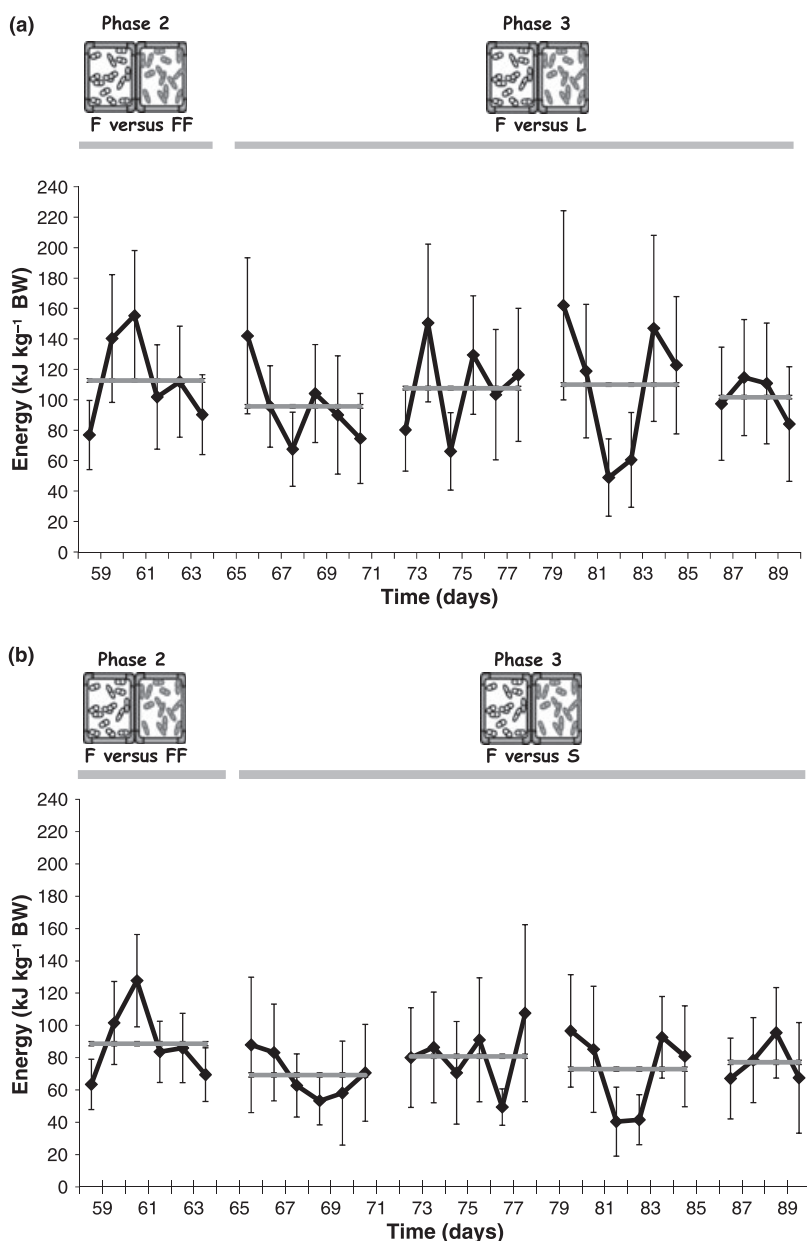 (a)
Phase 2
Phase 3
F versus FF
F versus L
Energy (kJ kg⁻¹ BW)
240
220
200
180
160
140
120
100
80
60
40
20
0
59 61 63 65 67 69 71 73 75 77 79 81 83 85 87 89
Time (days)
(b)
Phase 2
Phase 3
F versus FF
F versus S
Energy (kJ kg⁻¹ BW)
240
220
200
180
160
140
120
100
80
60
40
20
0
59 61 63 65 67 69 71 73 75 77 79 81 83 85 87 89
Time (days)